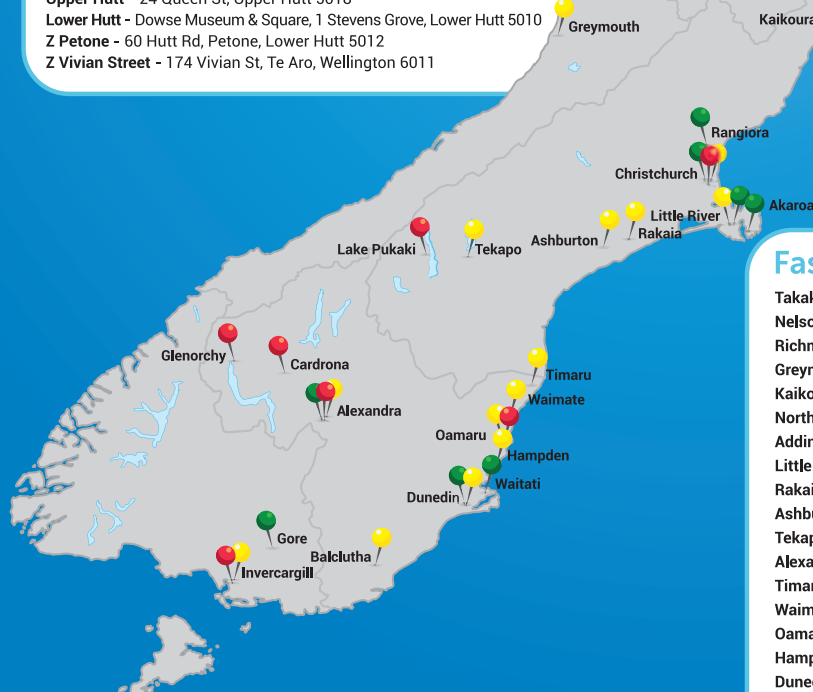 Upper Hutt - 24 Queen St, Upper Hutt 5018
Lower Hutt - Dowse Museum & Square, 1 Stevens Grove, Lower Hutt 5010
Z Petone - 60 Hutt Rd, Petone, Lower Hutt 5012
Z Vivian Street - 174 Vivian St, Te Aro, Wellington 6011
Greymouth
Kaikoura
Rangiora
Christchurch
Little River
Akaroa
Ashburton
Rakaia
Lake Pukaki
Tekapo
Glenorchy
Cardrona
Timaru
Alexandra
Waimate
Oamaru
Hampden
Waitati
Dunedin
Gore
Balclutha
Invercargill
Fas
Takak
Nelso
Richm
Greym
Kaiko
North
Addin
Little
Rakai
Ashbu
Tekap
Alexa
Timar
Waim
Oama
Hamp
Dune